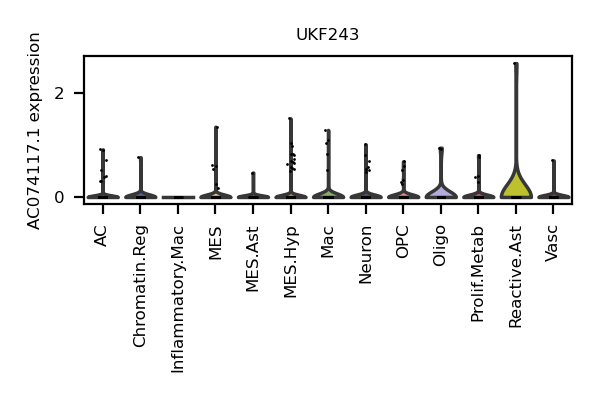 UKF243
AC074117.1 expression
2
0
AC
Chromatin.Reg
Inflammatory.Mac
MES
MES.Ast
MES.Hyp
Mac
Neuron
OPC
Oligo
Prolif.Metab
Reactive.Ast
Vasc